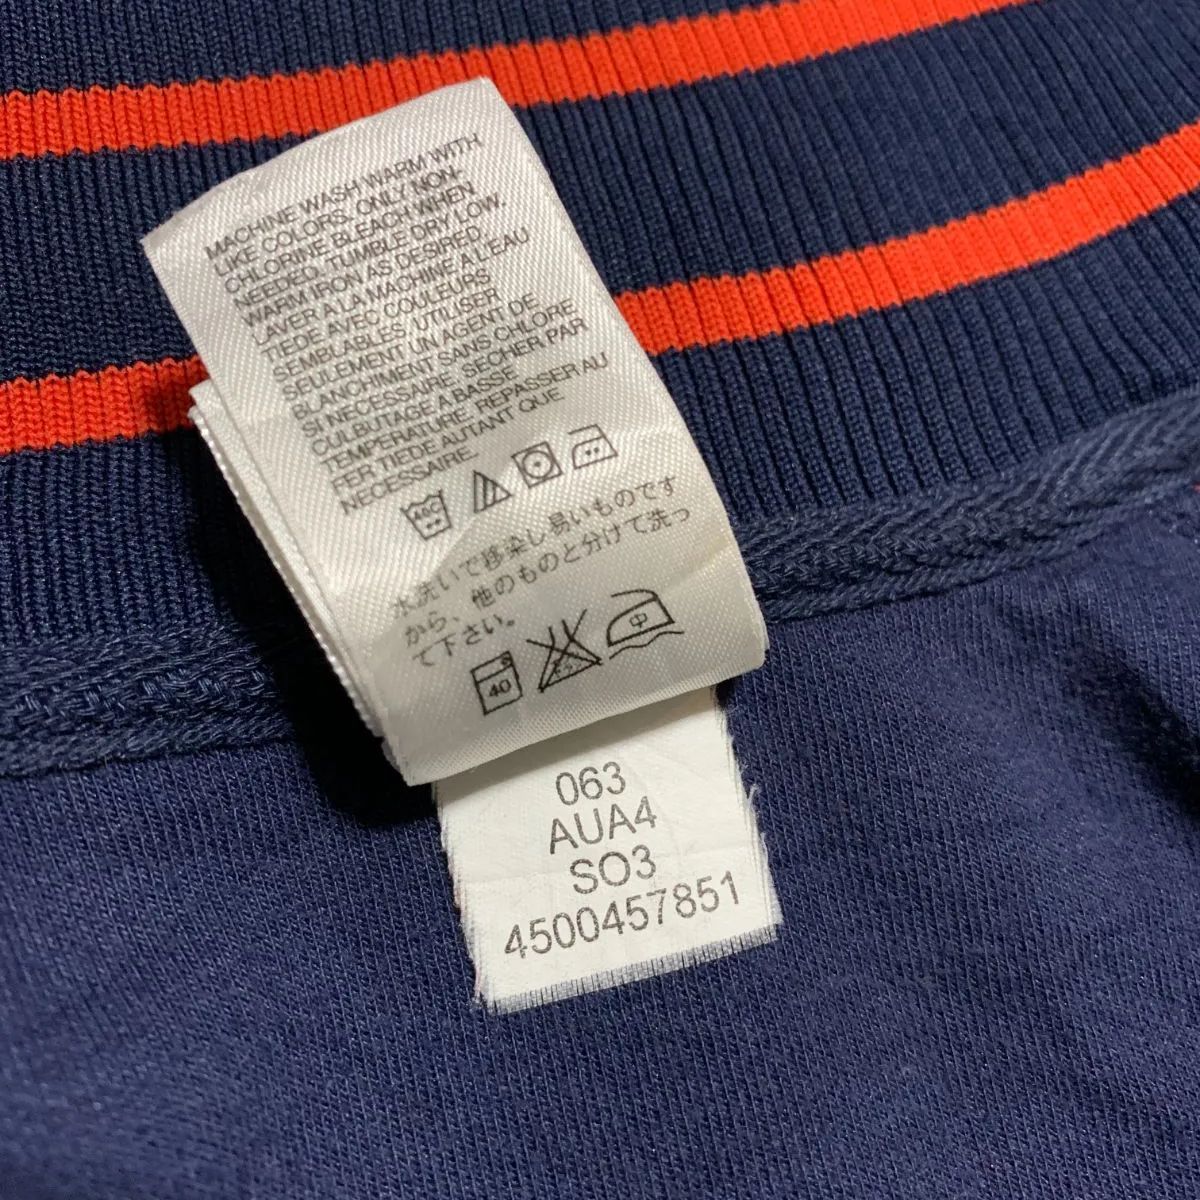 MACHINE WASH WARM WITH
LIKE COLORS, ONLY NON-
CHLORINE BLEACH WHEN
NEEDED, TUMBLE DRY LOW.
WARM IRON AS DESIRED.
LAVER A LA MACHINE A L'EAU
TIEDE AVEC COULEURS
SEMBLABLES. UTILISER
SEULEMENT UN AGENT DE
BLANCHIMENT SANS CHLORE
SI NECESSAIRE. SECHER PAR
CULBUTAGE A BASSE
TEMPERATURE. REPASSER AU
FER TIEDE AUTANT QUE
NECESSAIRE.
水洗いで移染し易いものです
から、他のものと分けて洗っ
て下さい。
40
中
063
AUA4
SO3
4500457851